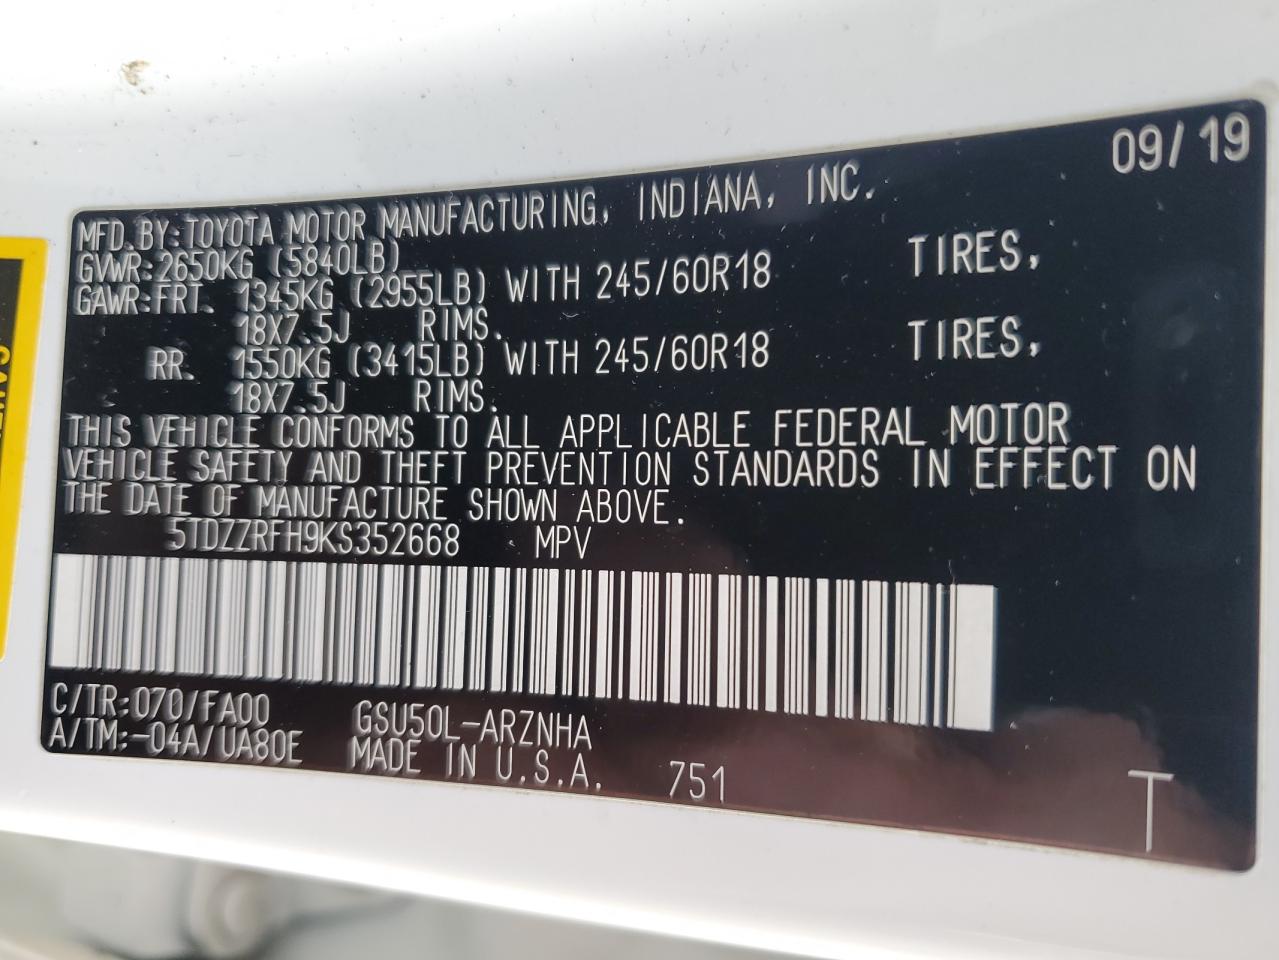 09/19
MFD.BY:TOYOTA MOTOR MANUFACTURING, INDIANA, INC.
GVWR:2650KG (5840LB)
GAWR:FRT. 1345KG (2955LB) WITH 245/60R18 TIRES,
18X7.5J RIMS.
RR. 1550KG (3415LB) WITH 245/60R18 TIRES,
18X7.5J RIMS.
THIS VEHICLE CONFORMS TO ALL APPLICABLE FEDERAL MOTOR
VEHICLE SAFETY AND THEFT PREVENTION STANDARDS IN EFFECT ON
THE DATE OF MANUFACTURE SHOWN ABOVE.
5TDZZRFH9KS352668 MPV
C/TR:070/FA00 GSU50L-ARZNHA
A/TM:-04A/UA80E MADE IN U.S.A. 751
T